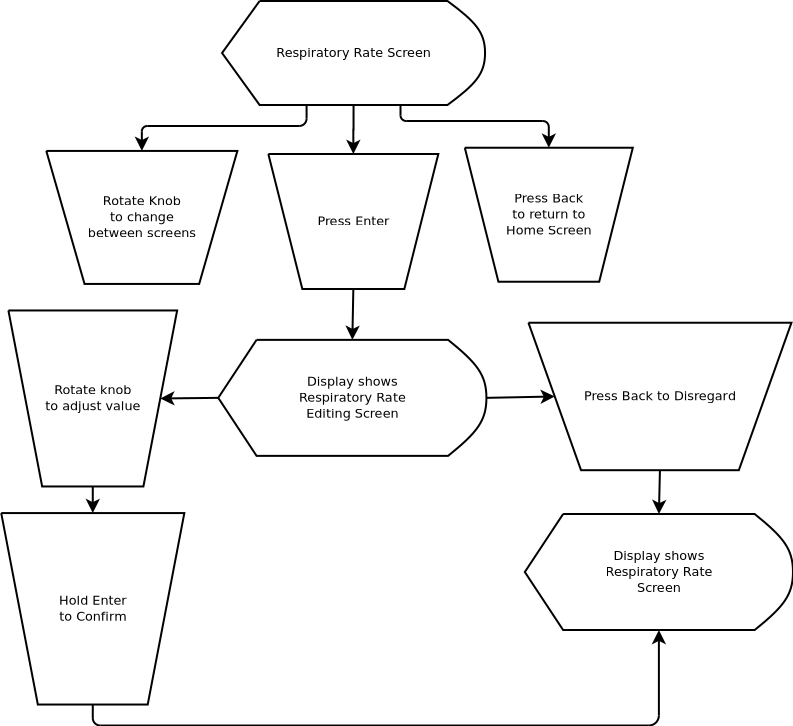 Respiratory Rate Screen
Rotate Knob
to change
between screens
Press Enter
Press Back
to return to
Home Screen
Rotate knob
to adjust value
Display shows
Respiratory Rate
Editing Screen
Press Back to Disregard
Hold Enter
to Confirm
Display shows
Respiratory Rate
Screen